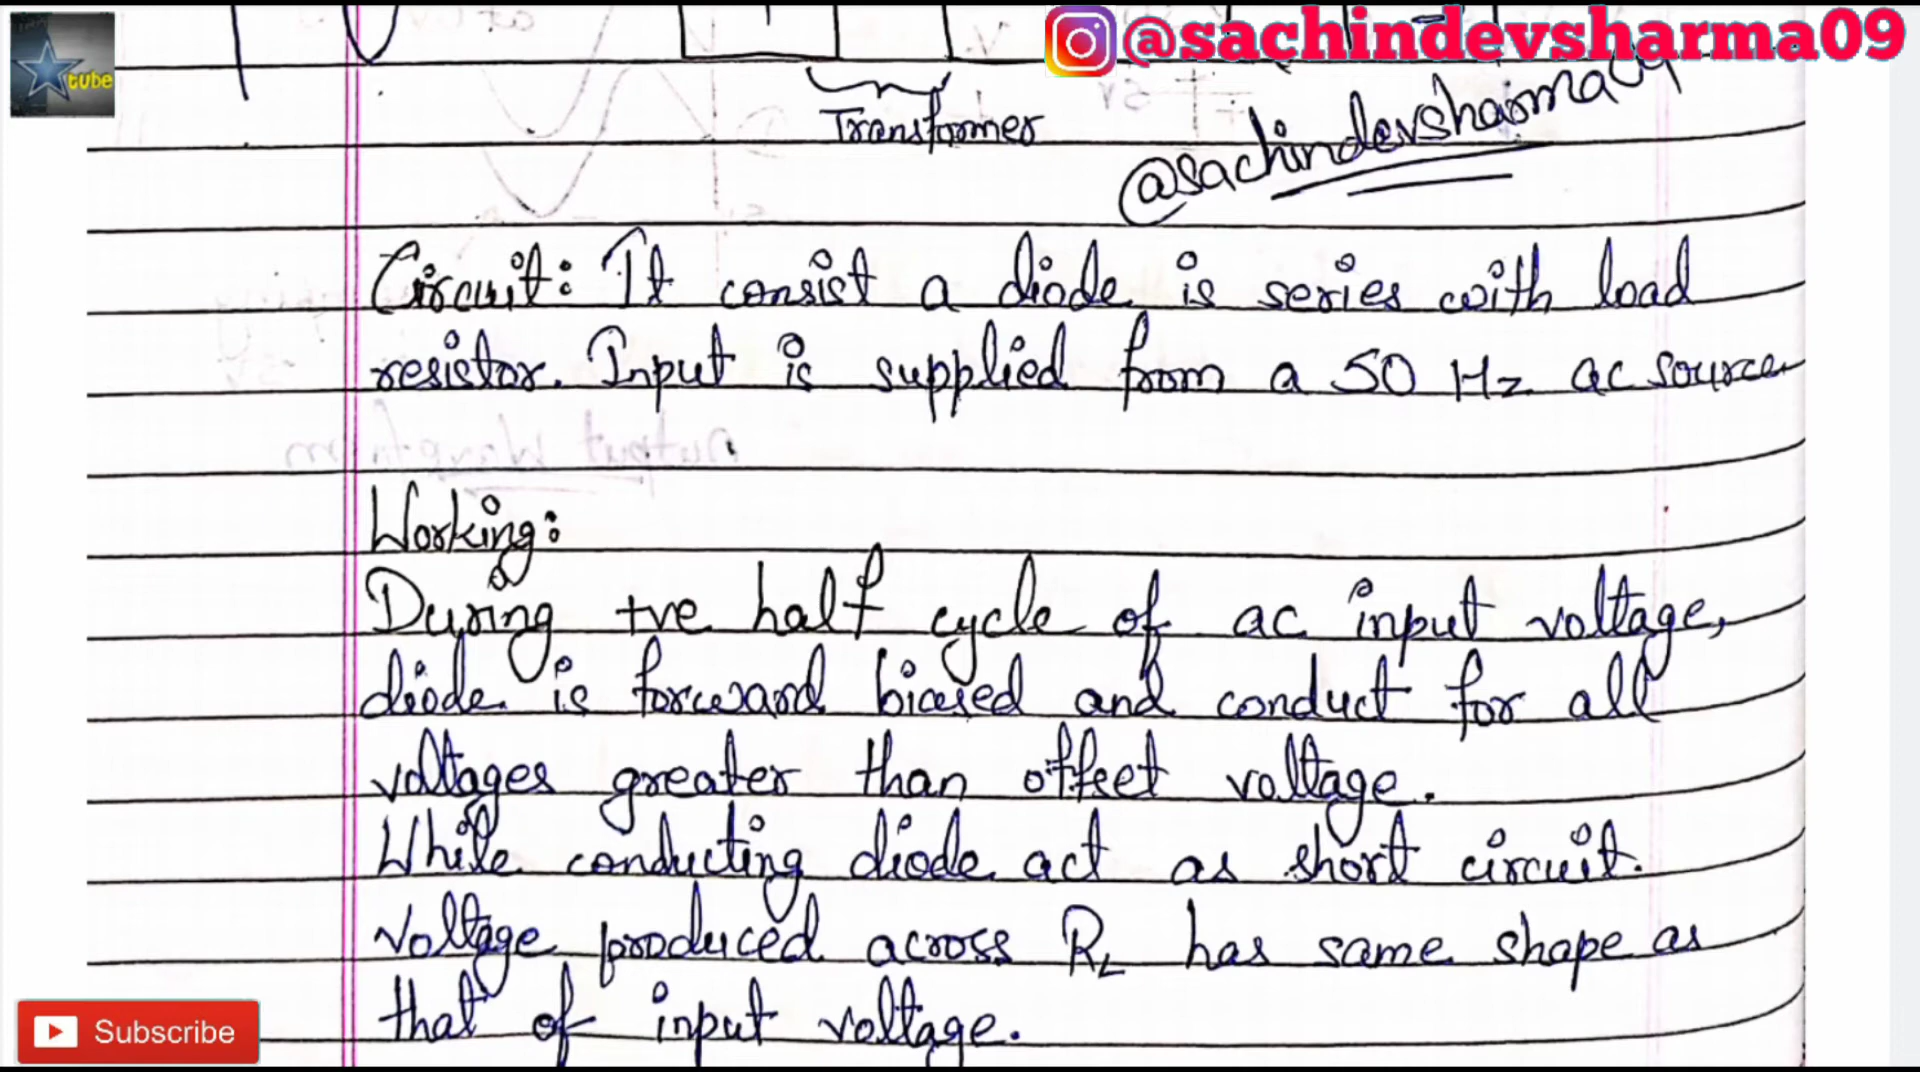 @sachindevsharma09
tube
Transformer
@sachindevsharma09
Circuit: It consist a diode is series with load
resistor. Input is supplied from a 50 Hz ac source
Output Waveform
Working:
During +ve half cycle of ac input voltage,
diode is forward biased and conduct for all
voltages greater than offset voltage.
While conducting diode act as short circuit.
Voltage produced across RL has same shape as
that of input voltage.
Subscribe